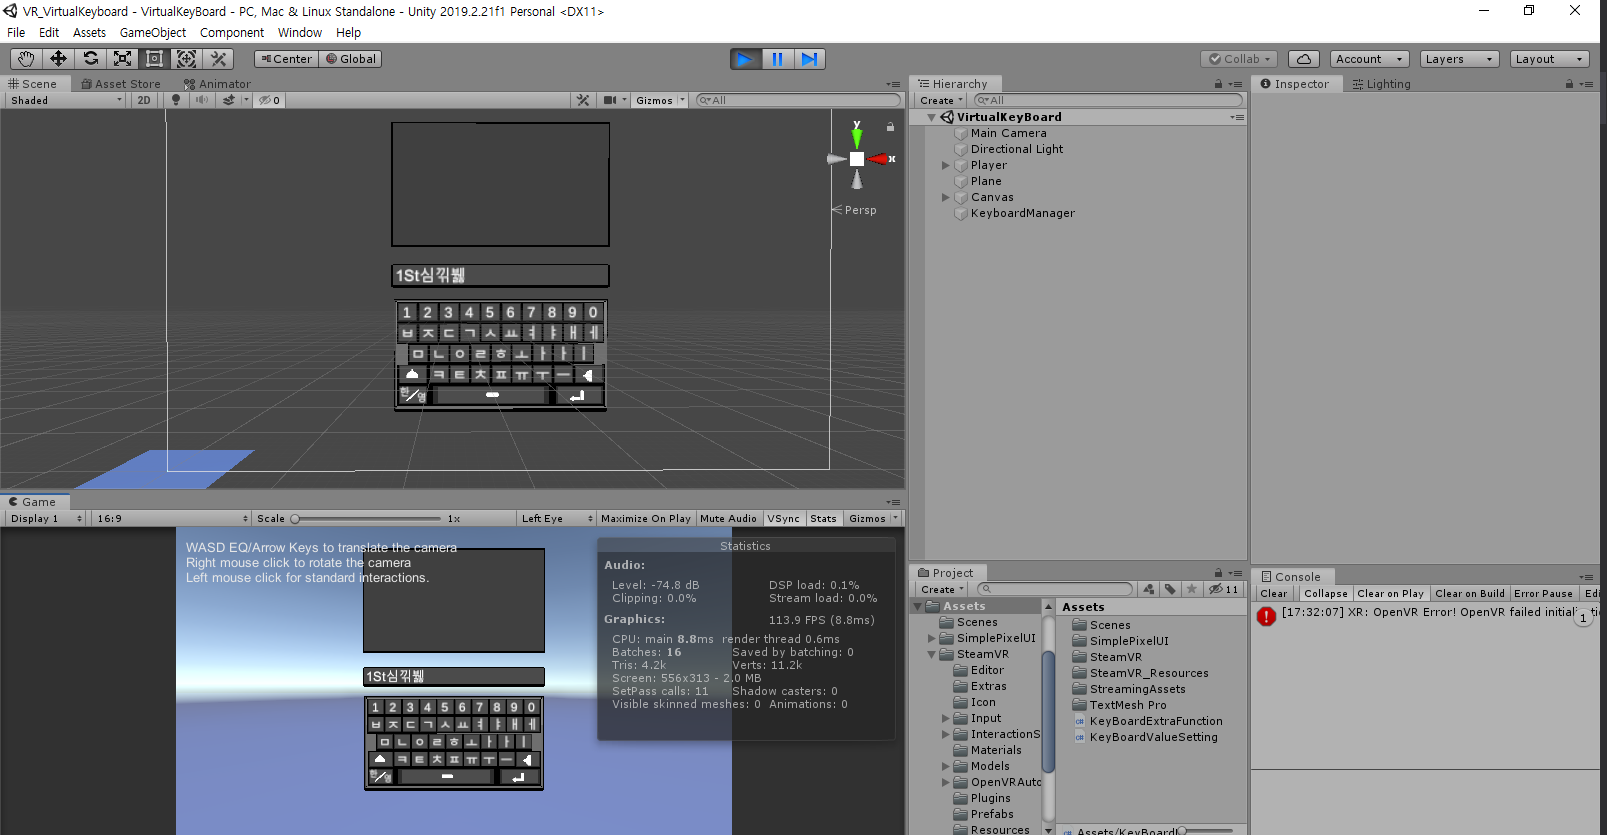 VR_VirtualKeyboard - VirtualKeyBoard - PC, Mac & Linux Standalone - Unity 2019.2.21f1 Personal <DX11>
File Edit Assets GameObject Component Window Help
Center Global Collab Account Layers Layout
Scene Asset Store Animator
Shaded 2D 0 Gizmos All
y
x
Persp
1St심꺾쀓
1 2 3 4 5 6 7 8 9 0
ㅂ ㅈ ㄷ ㄱ ㅅ ㅛ ㅕ ㅑ ㅐ ㅔ
ㅁ ㄴ ㅇ ㄹ ㅎ ㅗ ㅏ ㅏ ㅣ
ㅋ ㅌ ㅊ ㅍ ㅠ ㅜ ㅡ
한/영
Game
Display 1 16:9 Scale 1x Left Eye Maximize On Play Mute Audio VSync Stats Gizmos
WASD EQ/Arrow Keys to translate the camera
Right mouse click to rotate the camera
Left mouse click for standard interactions.
1 2 3 4 5 6 7 8 9 0
ㅂ ㅈ ㄷ ㄱ ㅅ ㅛ ㅕ ㅑ ㅐ ㅔ
ㅁ ㄴ ㅇ ㄹ ㅎ ㅗ ㅏ ㅏ ㅣ
ㅋ ㅌ ㅊ ㅍ ㅠ ㅜ ㅡ
한/영
Statistics
Audio:
Level: -74.8 dB DSP load: 0.1%
Clipping: 0.0% Stream load: 0.0%
Graphics: 113.9 FPS (8.8ms)
CPU: main 8.8ms render thread 0.6ms
Batches: 16 Saved by batching: 0
Tris: 4.2k Verts: 11.2k
Screen: 556x313 - 2.0 MB
SetPass calls: 11 Shadow casters: 0
Visible skinned meshes: 0 Animations: 0
Hierarchy
Create All
VirtualKeyBoard
Main Camera
Directional Light
Player
Plane
Canvas
KeyboardManager
Inspector Lighting
Project
Create 11
Assets
Scenes
SimplePixelUI
SteamVR
Editor
Extras
Icon
Input
InteractionS
Materials
Models
OpenVRAuto
Plugins
Prefabs
Resources
Assets
Scenes
SimplePixelUI
SteamVR
SteamVR_Resources
StreamingAssets
TextMesh Pro
KeyBoardExtraFunction
KeyBoardValueSetting
Assets/KeyBoard
Console
Clear Collapse Clear on Play Clear on Build Error Pause Edi
[17:32:07] XR: OpenVR Error! OpenVR failed initiali
1